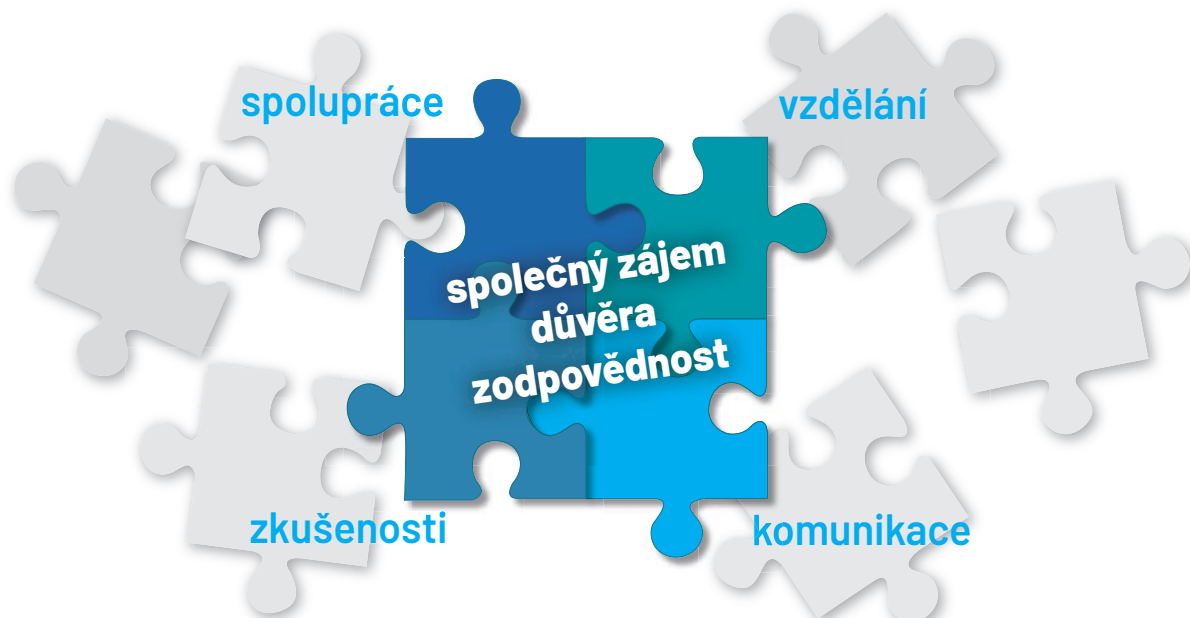 spolupráce
vzdělání
společný zájem
důvěra
zodpovědnost
zkušenosti
komunikace